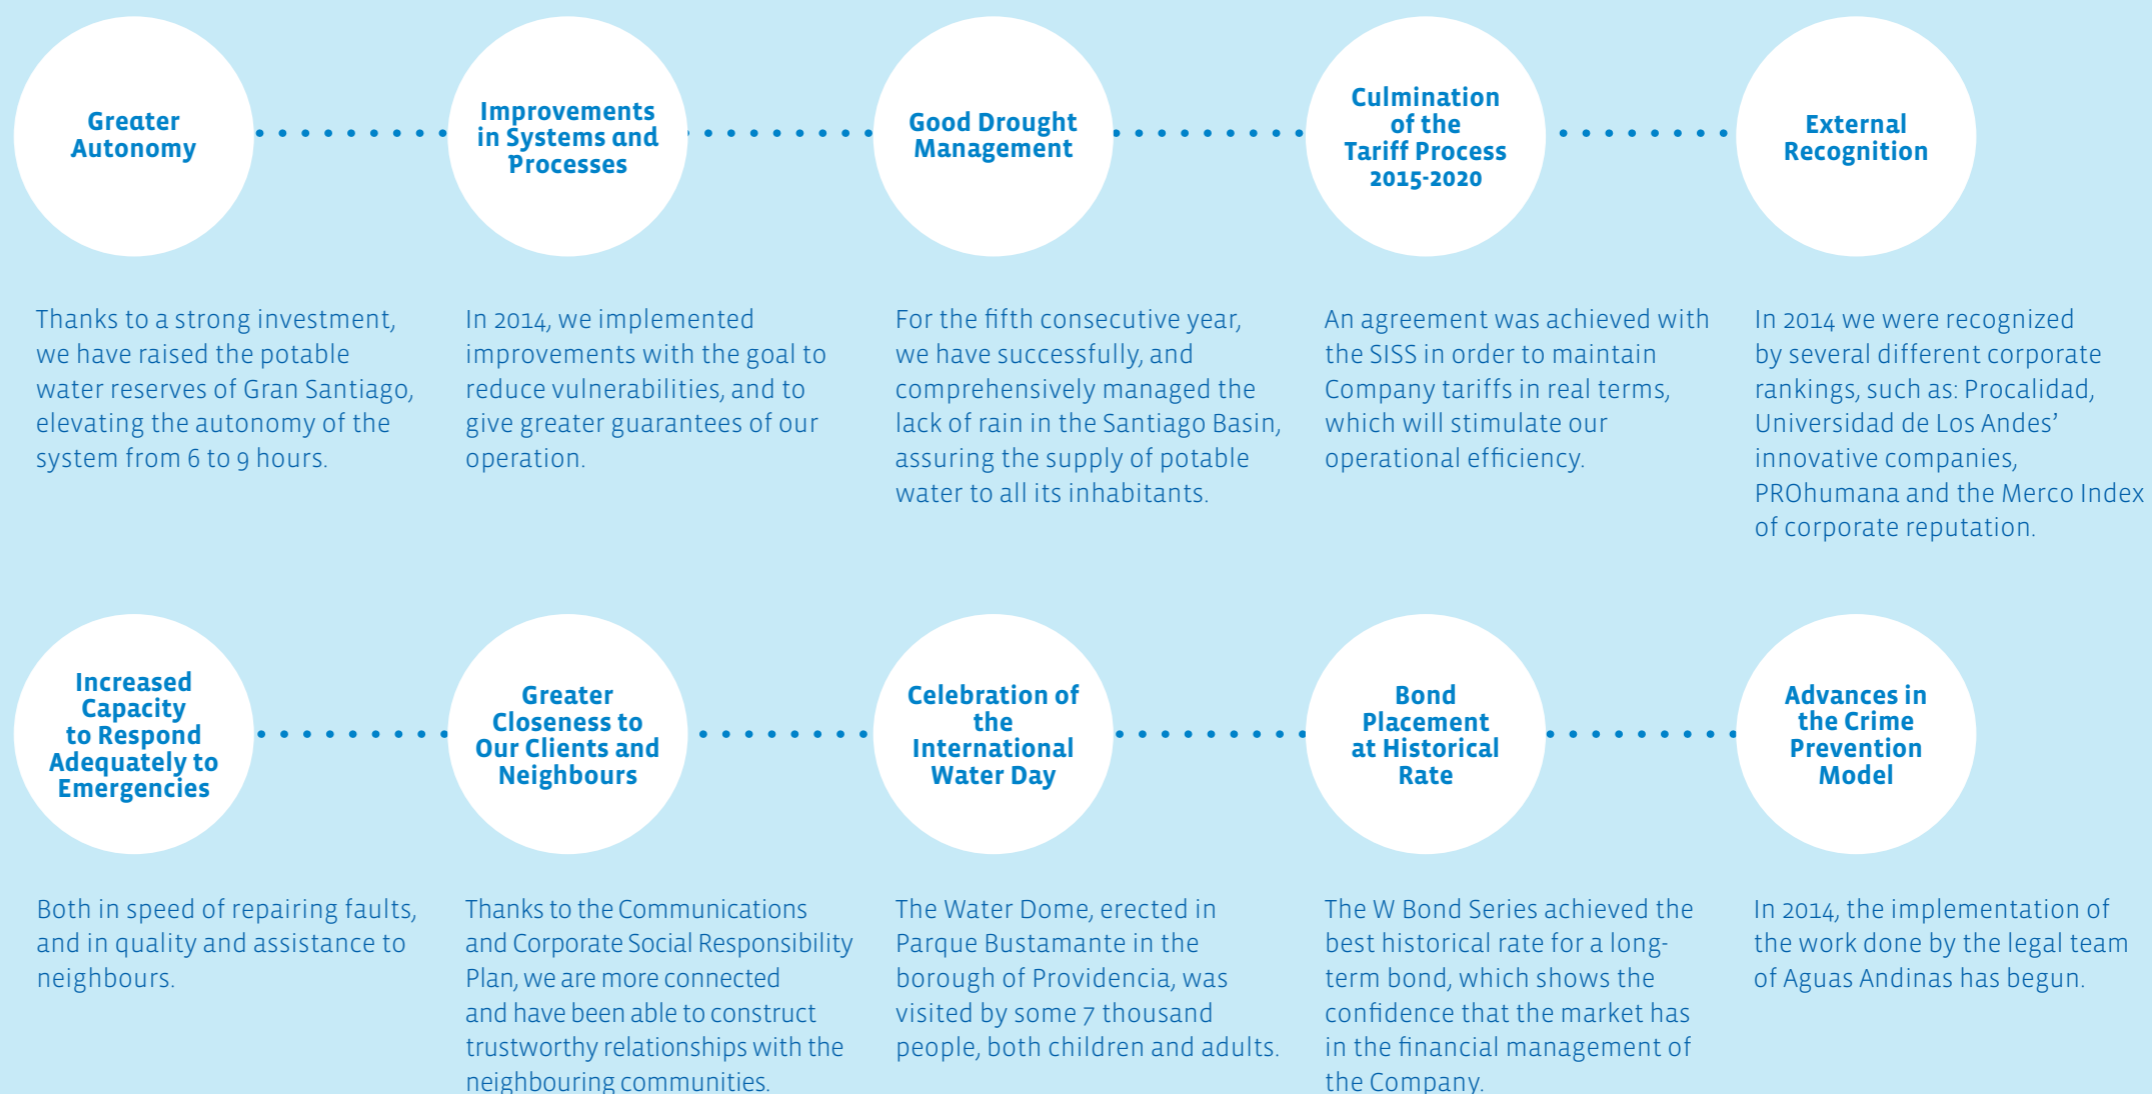 Greater
Autonomy
Improvements
in Systems and
Processes
Good Drought
Management
Culmination
of the
Tariff Process
2015-2020
External
Recognition
Thanks to a strong investment,
we have raised the potable
water reserves of Gran Santiago,
elevating the autonomy of the
system from 6 to 9 hours.
In 2014, we implemented
improvements with the goal to
reduce vulnerabilities, and to
give greater guarantees of our
operation.
For the fifth consecutive year,
we have successfully, and
comprehensively managed the
lack of rain in the Santiago Basin,
assuring the supply of potable
water to all its inhabitants.
An agreement was achieved with
the SISS in order to maintain
Company tariffs in real terms,
which will stimulate our
operational efficiency.
In 2014 we were recognized
by several different corporate
rankings, such as: Procalidad,
Universidad de Los Andes’
innovative companies,
PROhumana and the Merco Index
of corporate reputation.
Increased
Capacity
to Respond
Adequately to
Emergencies
Greater
Closeness to
Our Clients and
Neighbours
Celebration of
the
International
Water Day
Bond
Placement
at Historical
Rate
Advances in
the Crime
Prevention
Model
Both in speed of repairing faults,
and in quality and assistance to
neighbours.
Thanks to the Communications
and Corporate Social Responsibility
Plan, we are more connected
and have been able to construct
trustworthy relationships with the
neighbouring communities.
The Water Dome, erected in
Parque Bustamante in the
borough of Providencia, was
visited by some 7 thousand
people, both children and adults.
The W Bond Series achieved the
best historical rate for a long-
term bond, which shows the
confidence that the market has
in the financial management of
the Company.
In 2014, the implementation of
the work done by the legal team
of Aguas Andinas has begun.